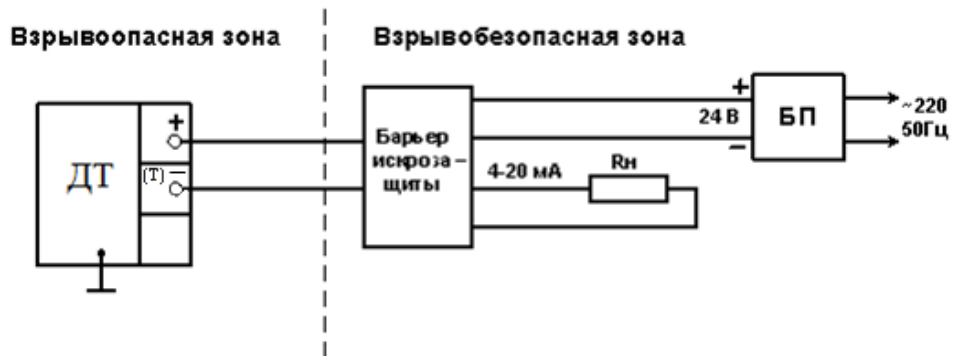 Взрывоопасная зона
Взрывобезопасная зона
+
ДТ
(Т) –
Барьер
искроза –
щиты
+
24 В
–
БП
~220
50Гц
4-20 мА
Rн